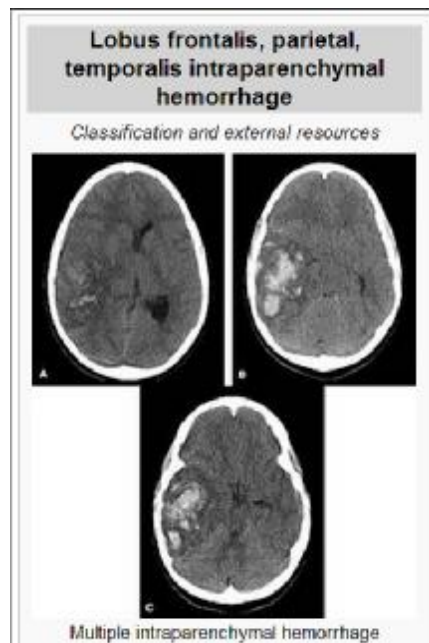 Lobus frontalis, parietal,
temporalis intraparenchymal
hemorrhage
Classification and external resources
A
B
C
Multiple intraparenchymal hemorrhage